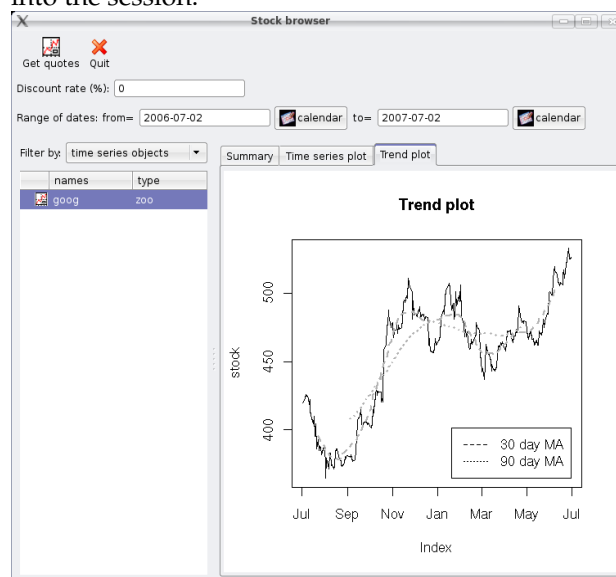 into the session.
Stock browser
Get quotes Quit
Discount rate (%): 0
Range of dates: from= 2006-07-02 calendar to= 2007-07-02 calendar
Filter by: time series objects
Summary Time series plot Trend plot
names type
goog zoo
Trend plot
500
450
400
stock
30 day MA
90 day MA
Jul Sep Nov Jan Mar May Jul
Index